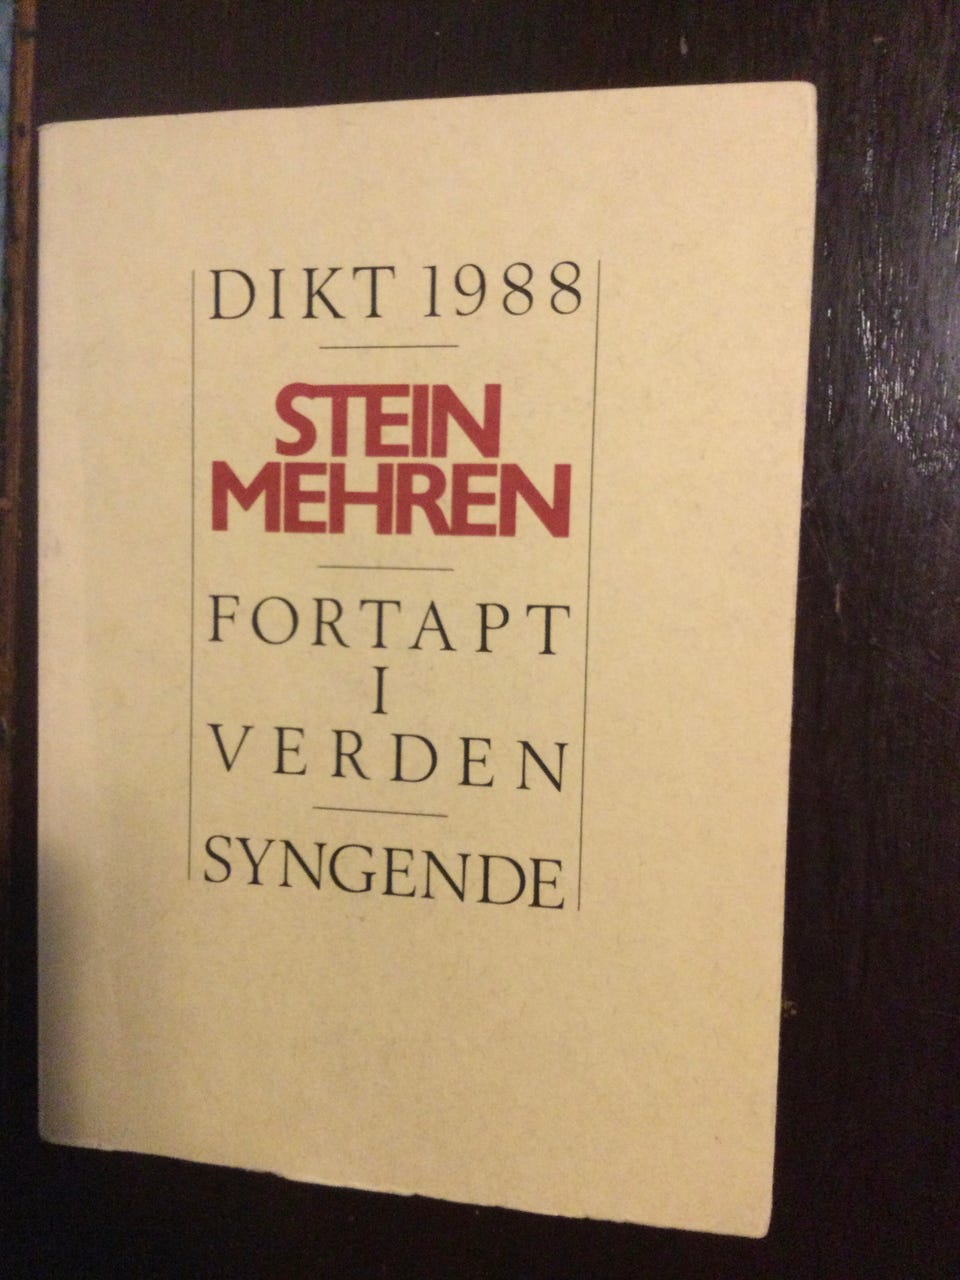 DIKT 1988
STEIN
MEHREN
FORTAPT
I
VERDEN
SYNGENDE